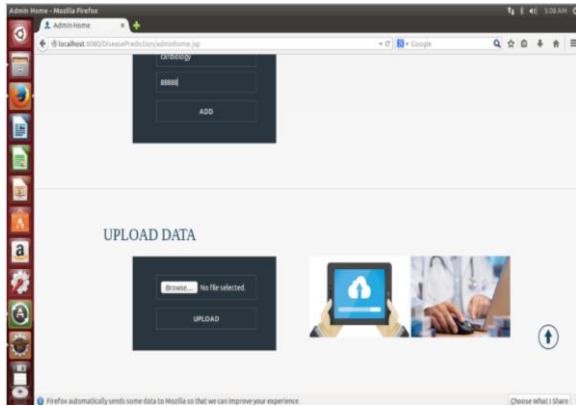 Admin Home - Mozilla Firefox
5:08 AM
Admin Home
localhost:8080/DiseasePrediction/adminhome.jsp
Google
cardiology
88888
ADD
UPLOAD DATA
Browse... No file selected.
UPLOAD
Firefox automatically sends some data to Mozilla so that we can improve your experience.
Choose What I Share